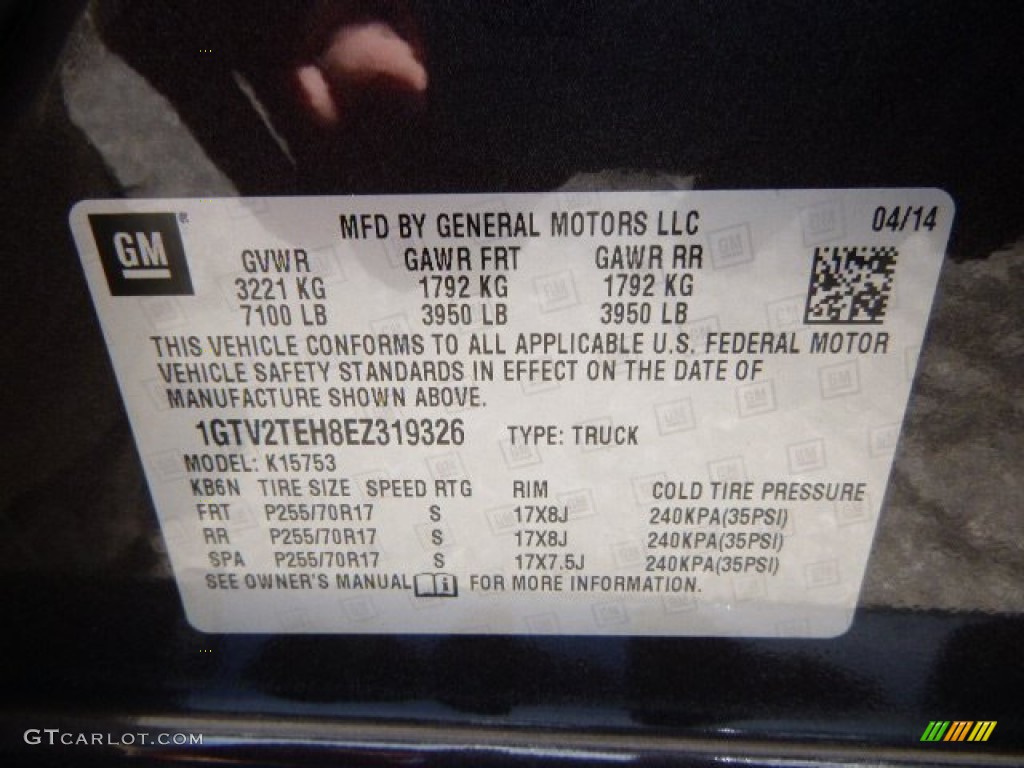 GM ®
MFD BY GENERAL MOTORS LLC 04/14
GVWR GAWR FRT GAWR RR
3221 KG 1792 KG 1792 KG
7100 LB 3950 LB 3950 LB
THIS VEHICLE CONFORMS TO ALL APPLICABLE U.S. FEDERAL MOTOR
VEHICLE SAFETY STANDARDS IN EFFECT ON THE DATE OF
MANUFACTURE SHOWN ABOVE.
1GTV2TEH8EZ319326 TYPE: TRUCK
MODEL: K15753
KB6N TIRE SIZE SPEED RTG RIM COLD TIRE PRESSURE
FRT P255/70R17 S 17X8J 240KPA(35PSI)
RR P255/70R17 S 17X8J 240KPA(35PSI)
SPA P255/70R17 S 17X7.5J 240KPA(35PSI)
SEE OWNER'S MANUAL i FOR MORE INFORMATION.
GTCARLOT.COM